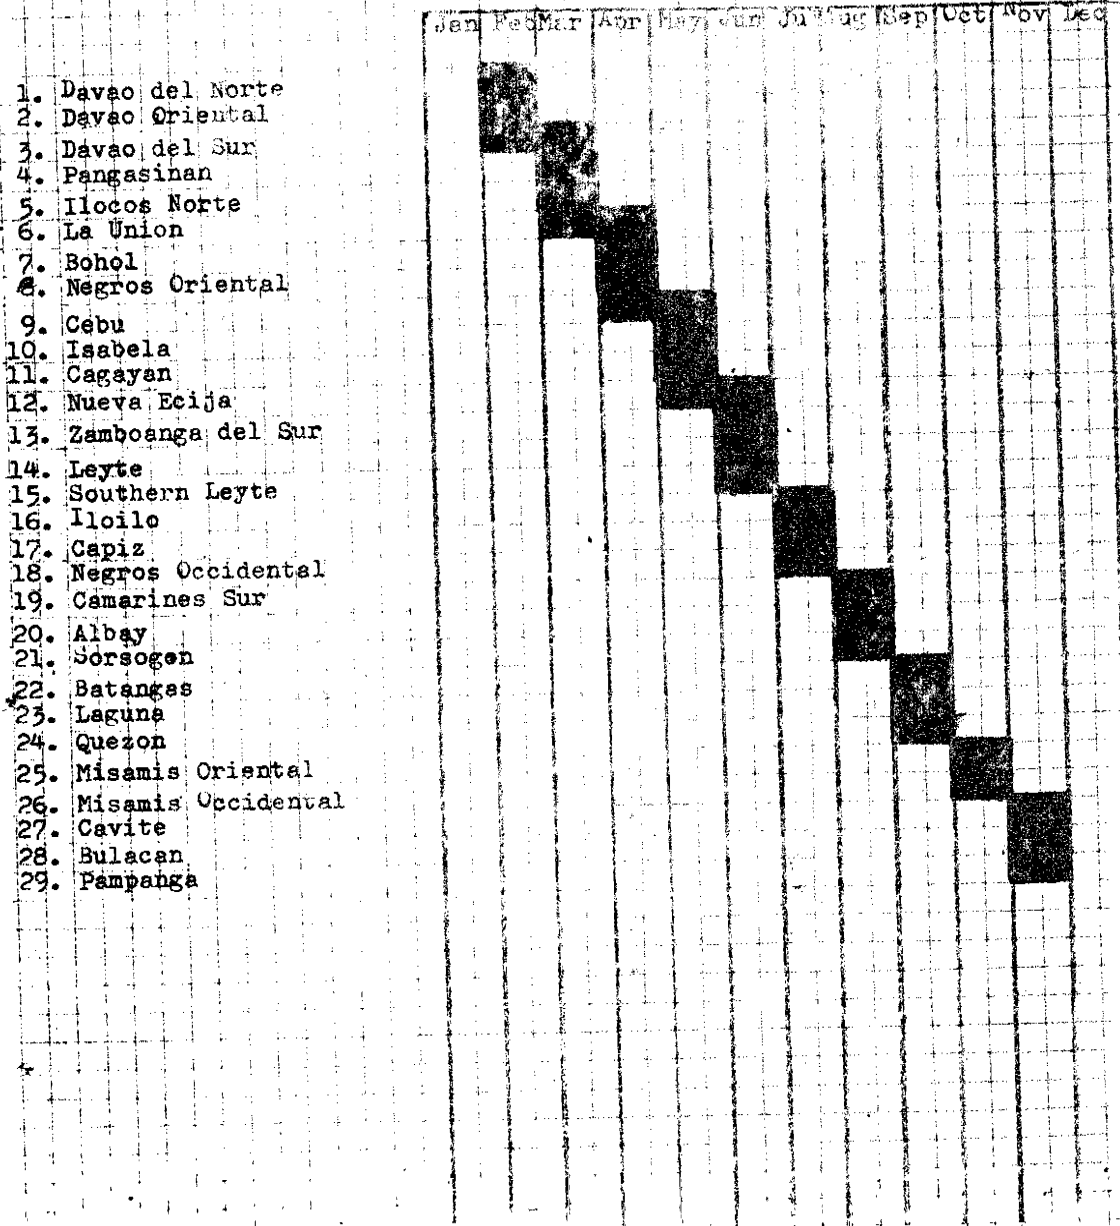 Jan Feb Mar Apr May Jun Jul Aug Sep Oct Nov Dec
1. Davao del Norte
2. Davao Oriental
3. Davao del Sur
4. Pangasinan
5. Ilocos Norte
6. La Union
7. Bohol
8. Negros Oriental
9. Cebu
10. Isabela
11. Cagayan
12. Nueva Ecija
13. Zamboanga del Sur
14. Leyte
15. Southern Leyte
16. Iloilo
17. Capiz
18. Negros Occidental
19. Camarines Sur
20. Albay
21. Sorsogon
22. Batangas
23. Laguna
24. Quezon
25. Misamis Oriental
26. Misamis Occidental
27. Cavite
28. Bulacan
29. Pampanga